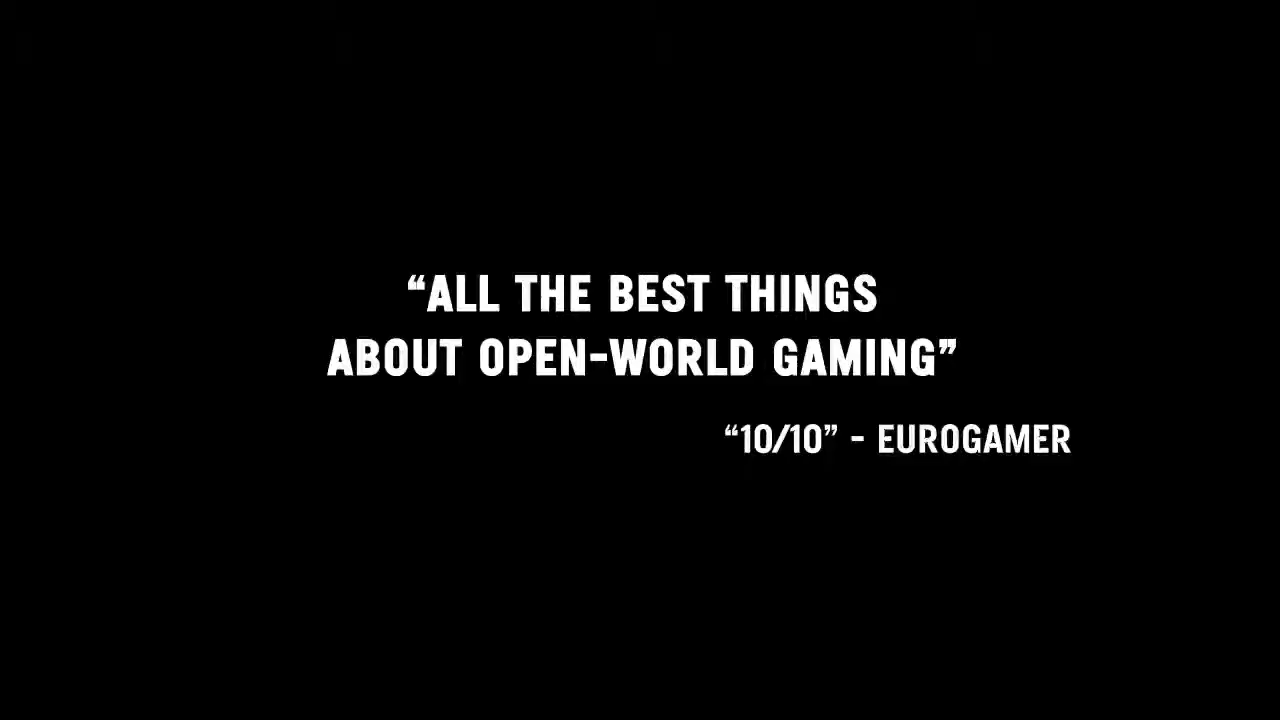 “ALL THE BEST THINGS
ABOUT OPEN-WORLD GAMING”
“10/10” - EUROGAMER